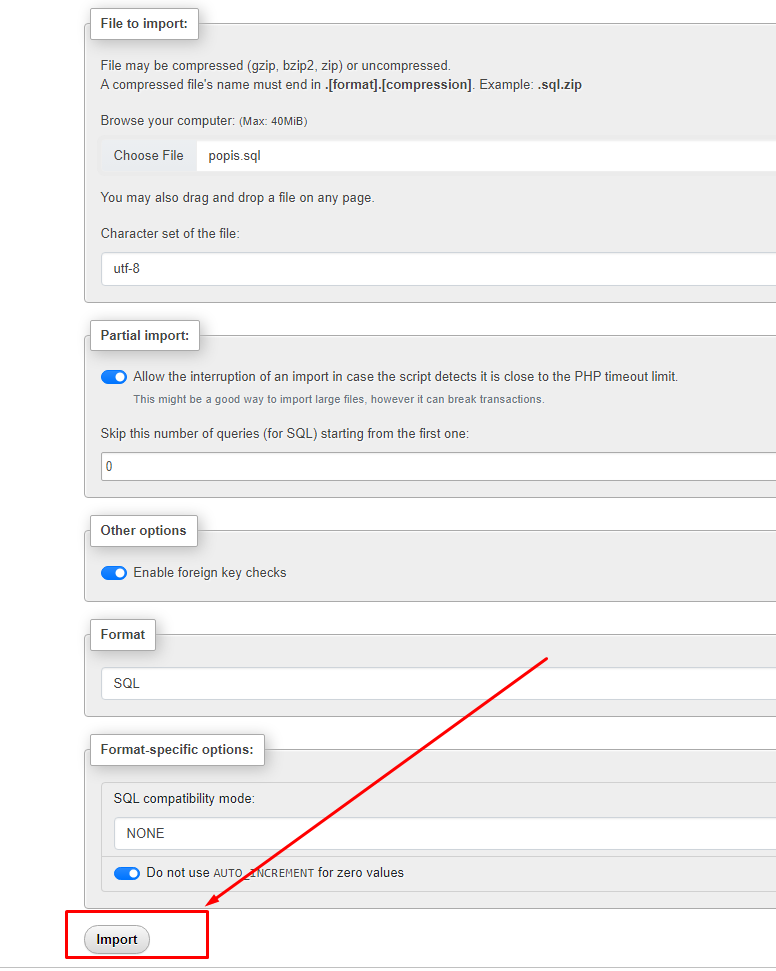 File to import:
File may be compressed (gzip, bzip2, zip) or uncompressed.
A compressed file's name must end in .[format].[compression]. Example: .sql.zip
Browse your computer: (Max: 40MiB)
Choose File popis.sql
You may also drag and drop a file on any page.
Character set of the file:
utf-8
Partial import:
Allow the interruption of an import in case the script detects it is close to the PHP timeout limit.
This might be a good way to import large files, however it can break transactions.
Skip this number of queries (for SQL) starting from the first one:
0
Other options
Enable foreign key checks
Format
SQL
Format-specific options:
SQL compatibility mode:
NONE
Do not use AUTO_INCREMENT for zero values
Import